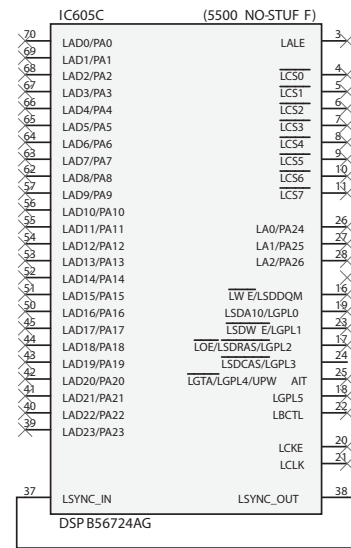 IC605C (5500 NO-STUF F)
70 LAD0/PA0 LALE 3
69 LAD1/PA1
68 LAD2/PA2 LCS0 4
67 LAD3/PA3 LCS1 5
66 LAD4/PA4 LCS2 6
65 LAD5/PA5 LCS3 7
64 LAD6/PA6 LCS4 8
63 LAD7/PA7 LCS5 9
62 LAD8/PA8 LCS6 10
57 LAD9/PA9 LCS7 11
56 LAD10/PA10
55 LAD11/PA11 LA0/PA24 26
54 LAD12/PA12 LA1/PA25 27
53 LAD13/PA13 LA2/PA26 28
52 LAD14/PA14
51 LAD15/PA15 LW E/LSDDQM 16
50 LAD16/PA16 LSDA10/LGPL0 19
45 LAD17/PA17 LSDW E/LGPL1 23
44 LAD18/PA18 LOE/LSDRAS/LGPL2 17
43 LAD19/PA19 LSDCAS/LGPL3 24
42 LAD20/PA20 LGTA/LGPL4/UPW AIT 25
41 LAD21/PA21 LGPL5 18
40 LAD22/PA22 LBCTL 22
39 LAD23/PA23
LCKE 20
LCLK 21
37 LSYNC_IN LSYNC_OUT 38
DSP B56724AG